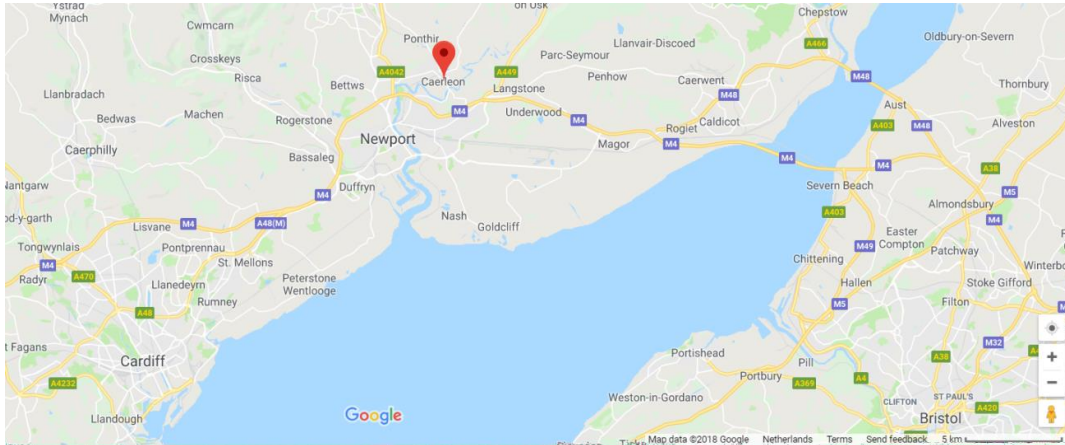 Ystrad
Mynach
on Usk
Chepstow
Cwmcarn
Ponthir
A466
Oldbury-on-Severn
Crosskeys
Parc-Seymour
Llanvair-Discoed
A4042
A449
Risca
Caerleon
Penhow
Caerwent
M48
Thornbury
Llanbradach
Bettws
Langstone
M48
Aust
Machen
M4
Underwood
M4
Caldicot
Bedwas
Rogerstone
Rogiet
A403
M48
Alveston
Newport
Magor
Caerphilly
Bassaleg
M4
M4
A38
Nantgarw
Duffryn
Severn Beach
M5
M4
Almondsbury
od-y-garth
Lisvane
M4
A48(M)
Nash
Goldcliff
A403
M4
Tongwynlais
Pontprennau
M49
Easter
Compton
Patchway
M4
St. Mellons
Chittening
Winterbo
Radyr
A470
Llanedeyrn
Peterstone
Wentlooge
Hallen
Stoke Gifford
Rumney
M5
Filton
A48
M32
t Fagans
Cardiff
Portishead
Pill
A38
A4232
Portbury
A369
A4
Weston-in-Gordano
CLIFTON
ST PAUL'S
A420
Llandough
Google
Bristol
Map data ©2018 Google Netherlands Terms Send feedback 5 km